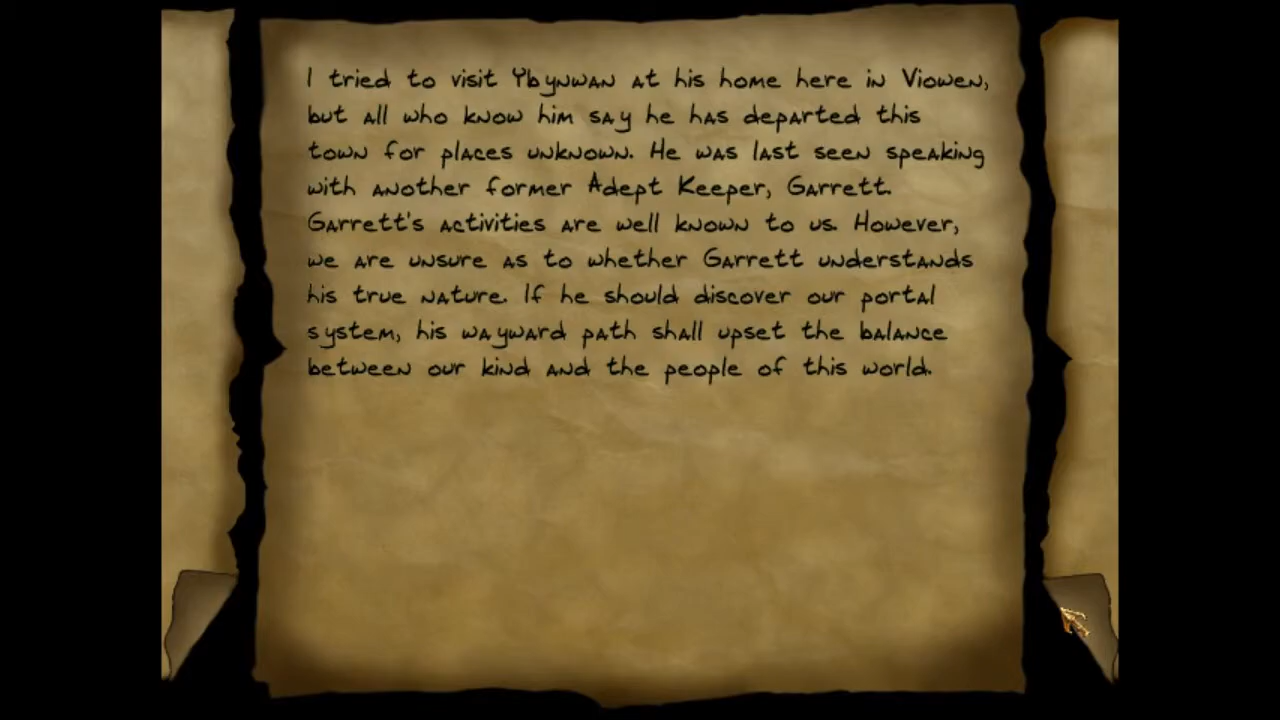 I tried to visit Ybynwan at his home here in Viowen,
but all who know him say he has departed this
town for places unknown. He was last seen speaking
with another former Adept Keeper, Garrett.
Garrett's activities are well known to us. However,
we are unsure as to whether Garrett understands
his true nature. If he should discover our portal
system, his wayward path shall upset the balance
between our kind and the people of this world.